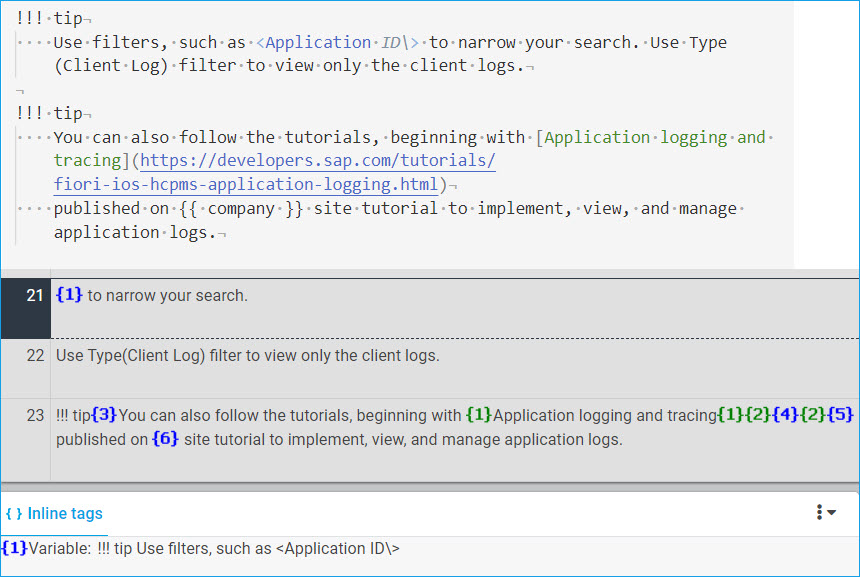 !!!·tip¬
····Use·filters,·such·as·<Application·ID\>·to·narrow·your·search.·Use·Type
(Client·Log)·filter·to·view·only·the·client·logs.¬
¬
!!!·tip¬
····You·can·also·follow·the·tutorials,·beginning·with·[Application·logging·and·
tracing](https://developers.sap.com/tutorials/
fiori-ios-hcpms-application-logging.html)¬
····published·on·{{·company·}}·site·tutorial·to·implement,·view,·and·manage·
application·logs.¬
21 {1} to narrow your search.
22 Use Type(Client Log) filter to view only the client logs.
23 !!! tip{3}You can also follow the tutorials, beginning with {1}Application logging and tracing{1}{2}{4}{2}{5}
published on {6} site tutorial to implement, view, and manage application logs.
{ } Inline tags
{1}Variable: !!! tip Use filters, such as <Application ID\>